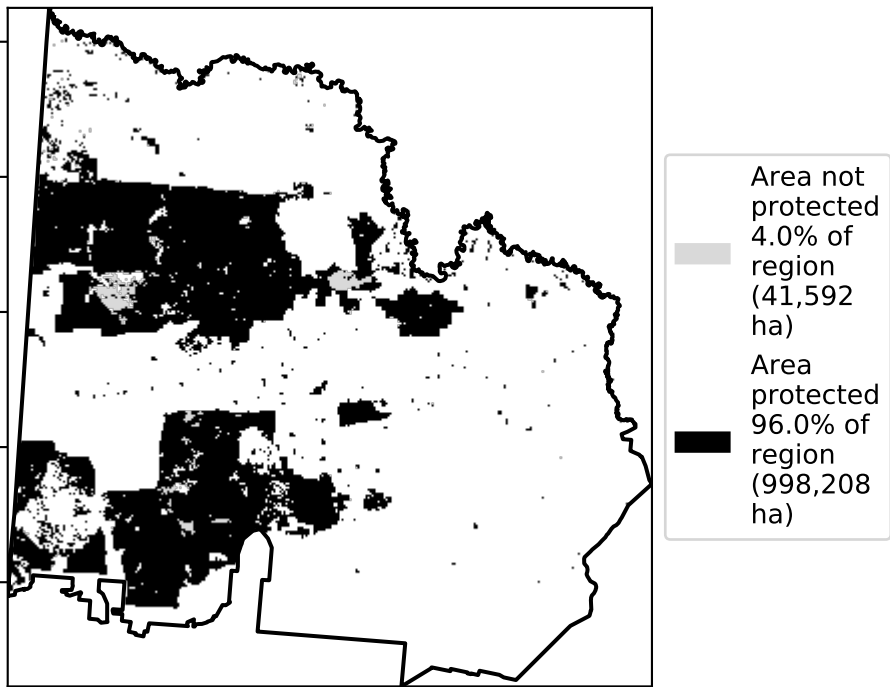 Area not
protected
4.0% of
region
(41,592
ha)
Area
protected
96.0% of
region
(998,208
ha)